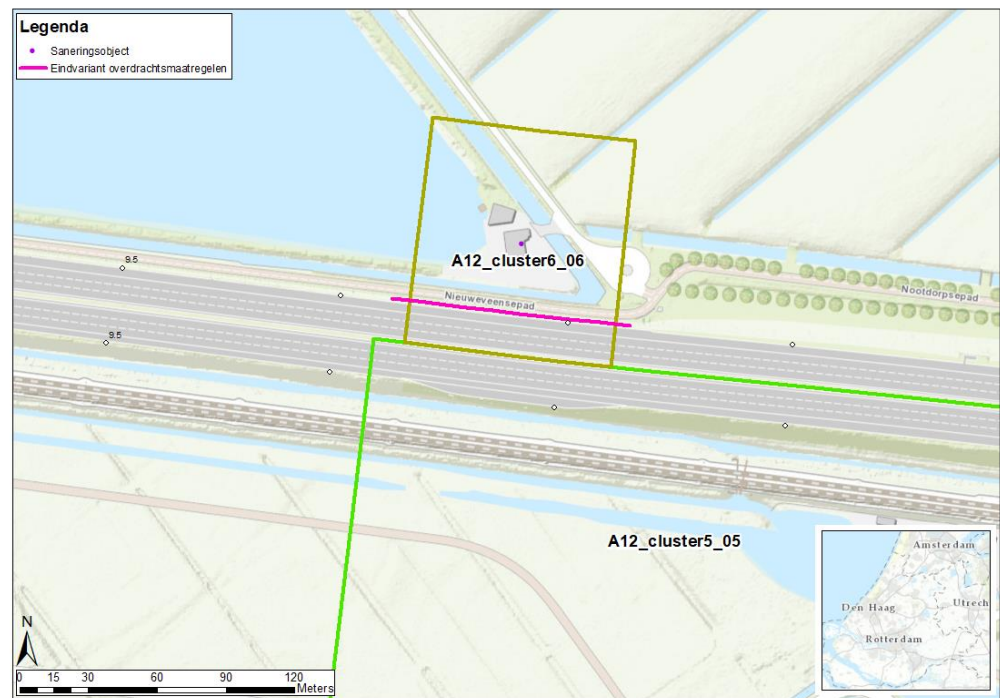 Legenda
Saneringsobject
Eindvariant overdrachtsmaatregelen
A12_cluster6_06
9.5
Nieuweveensepad
Nootdorpsepad
9.5
A12_cluster5_05
Amsterdam
Utrech
Den Haag
Rotterdam
N
0 15 30 60 90 120
Meters